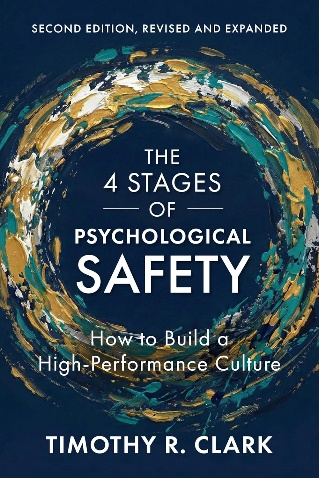 SECOND EDITION, REVISED AND EXPANDED
THE
4 STAGES
OF
PSYCHOLOGICAL
SAFETY
How to Build a
High-Performance Culture
TIMOTHY R. CLARK